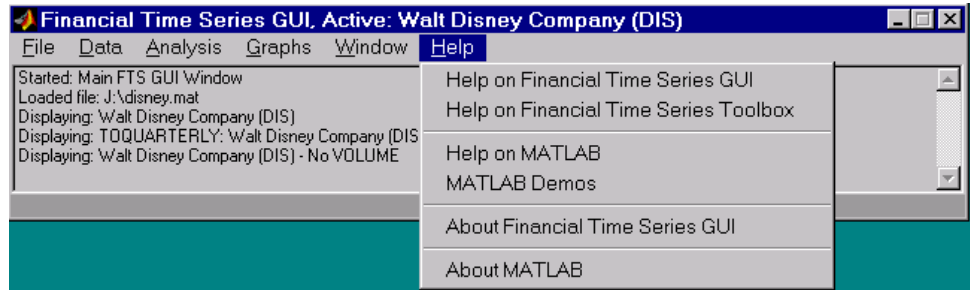 Financial Time Series GUI, Active: Walt Disney Company (DIS)
File Data Analysis Graphs Window Help
Started: Main FTS GUI Window
Loaded file: J:\disney.mat
Displaying: Walt Disney Company (DIS)
Displaying: TOQUARTERLY: Walt Disney Company (DIS
Displaying: Walt Disney Company (DIS) - No VOLUME
Help on Financial Time Series GUI
Help on Financial Time Series Toolbox
Help on MATLAB
MATLAB Demos
About Financial Time Series GUI
About MATLAB